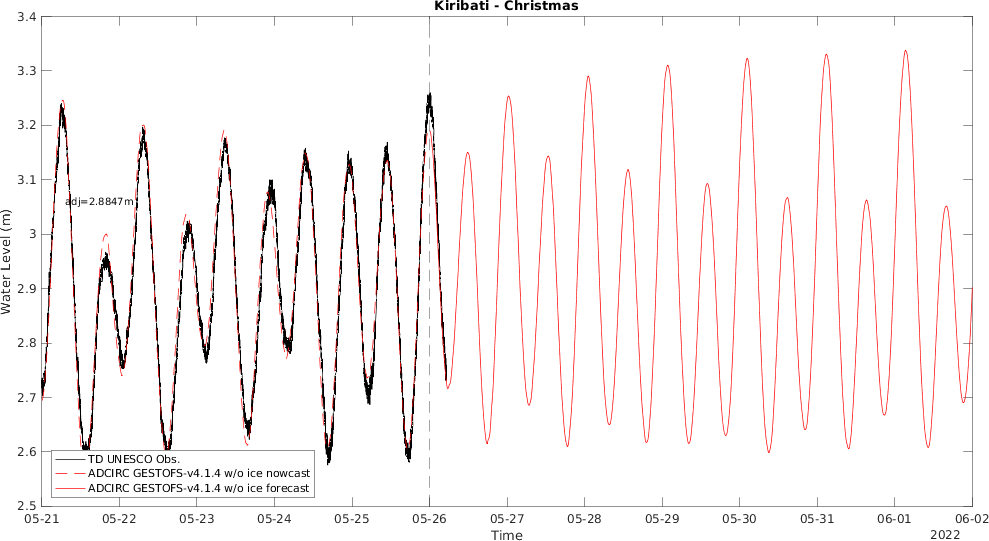 Kiribati - Christmas
3.4
3.3
3.2
3.1
3
2.9
2.8
2.7
2.6
2.5
Water Level (m)
adj=2.8847m
TD UNESCO Obs.
ADCIRC GESTOFS-v4.1.4 w/o ice nowcast
ADCIRC GESTOFS-v4.1.4 w/o ice forecast
05-21 05-22 05-23 05-24 05-25 05-26 05-27 05-28 05-29 05-30 05-31 06-01 06-02
Time
2022